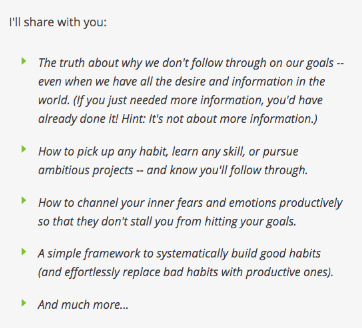 I'll share with you:
The truth about why we don't follow through on our goals --
even when we have all the desire and information in the
world. (If you just needed more information, you'd have
already done it! Hint: It's not about more information.)
How to pick up any habit, learn any skill, or pursue
ambitious projects -- and know you'll follow through.
How to channel your inner fears and emotions productively
so that they don't stall you from hitting your goals.
A simple framework to systematically build good habits
(and effortlessly replace bad habits with productive ones).
And much more...